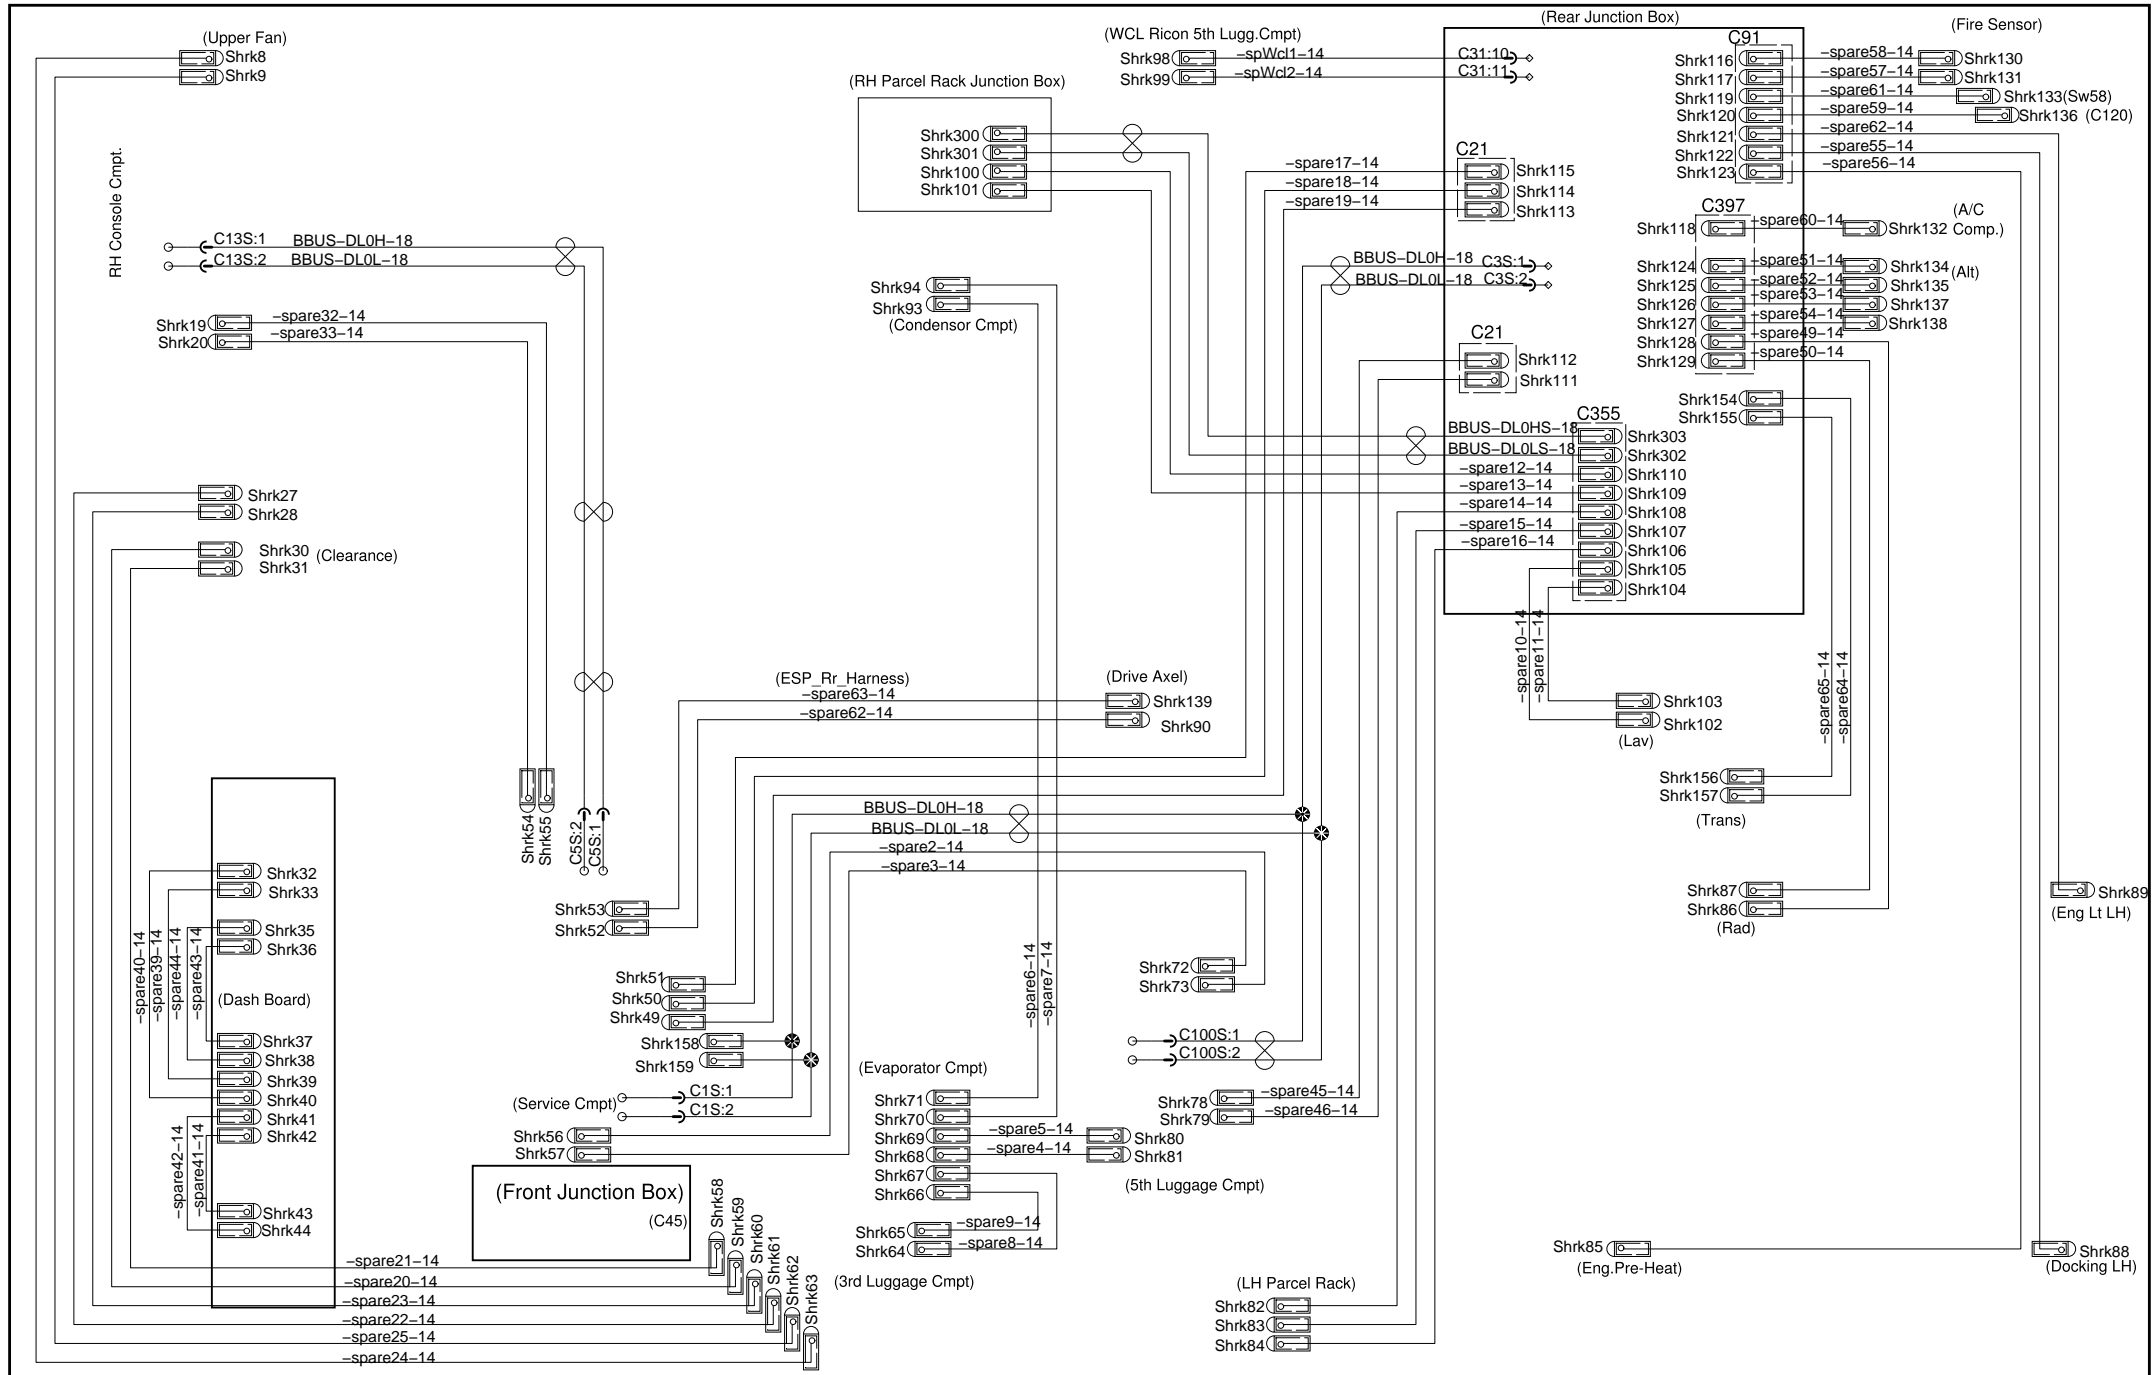 (Upper Fan)
Shrk8
Shrk9
RH Console Cmpt.
C13S:1 BBUS–DL0H–18
C13S:2 BBUS–DL0L–18
Shrk19 –spare32–14
Shrk20 –spare33–14
Shrk27
Shrk28
Shrk30 (Clearance)
Shrk31
Shrk54
Shrk55
C5S:2
C5S:1
Shrk32
Shrk33
Shrk35
Shrk36
–spare40–14
–spare39–14
–spare44–14
–spare43–14
(Dash Board)
Shrk37
Shrk38
Shrk39
Shrk40
Shrk41
Shrk42
–spare42–14
–spare41–14
Shrk43
Shrk44
–spare21–14
–spare20–14
–spare23–14
–spare22–14
–spare25–14
–spare24–14
Shrk58
Shrk59
Shrk60
Shrk61
Shrk62
Shrk63
(Front Junction Box)
(C45)
(Service Cmpt)
C1S:1
C1S:2
Shrk56
Shrk57
Shrk53
Shrk52
Shrk51
Shrk50
Shrk49
Shrk158
Shrk159
(RH Parcel Rack Junction Box)
Shrk300
Shrk301
Shrk100
Shrk101
Shrk94
Shrk93
(Condensor Cmpt)
(ESP_Rr_Harness)
–spare63–14
–spare62–14
(Drive Axel)
Shrk139
Shrk90
BBUS–DL0H–18
BBUS–DL0L–18
–spare2–14
–spare3–14
–spare6–14
–spare7–14
Shrk72
Shrk73
C100S:1
C100S:2
(Evaporator Cmpt)
Shrk71
Shrk70
Shrk69 –spare5–14 Shrk80
Shrk68 –spare4–14 Shrk81
Shrk67
Shrk66
(5th Luggage Cmpt)
Shrk65 –spare9–14
Shrk64 –spare8–14
(3rd Luggage Cmpt)
Shrk78 –spare45–14
Shrk79 –spare46–14
(LH Parcel Rack)
Shrk82
Shrk83
Shrk84
(WCL Ricon 5th Lugg.Cmpt)
Shrk98 –spWcl1–14 C31:10
Shrk99 –spWcl2–14 C31:11
(Rear Junction Box)
C21
–spare17–14 Shrk115
–spare18–14 Shrk114
–spare19–14 Shrk113
BBUS–DL0H–18 C3S:1
BBUS–DL0L–18 C3S:2
C21
Shrk112
Shrk111
C355
BBUS–DL0HS–18 Shrk303
BBUS–DL0LS–18 Shrk302
–spare12–14 Shrk110
–spare13–14 Shrk109
–spare14–14 Shrk108
–spare15–14 Shrk107
–spare16–14 Shrk106
Shrk105
Shrk104
–spare10–14
–spare11–14
Shrk103
Shrk102
(Lav)
C91
(Fire Sensor)
Shrk116 –spare58–14 Shrk130
Shrk117 –spare57–14 Shrk131
Shrk119 –spare61–14 Shrk133(Sw58)
Shrk120 –spare59–14 Shrk136 (C120)
Shrk121 –spare62–14
Shrk122 –spare55–14
Shrk123 –spare56–14
C397
Shrk118 –spare60–14 Shrk132 (A/C
Comp.)
Shrk124 –spare51–14 Shrk134
(Alt)
Shrk125 –spare52–14 Shrk135
Shrk126 –spare53–14 Shrk137
Shrk127 –spare54–14 Shrk138
Shrk128 –spare49–14
Shrk129 –spare50–14
Shrk154
Shrk155
–spare65–14
–spare64–14
Shrk156
Shrk157
(Trans)
Shrk87
Shrk86
(Rad)
Shrk89
(Eng Lt LH)
Shrk85
(Eng.Pre–Heat)
Shrk88
(Docking LH)